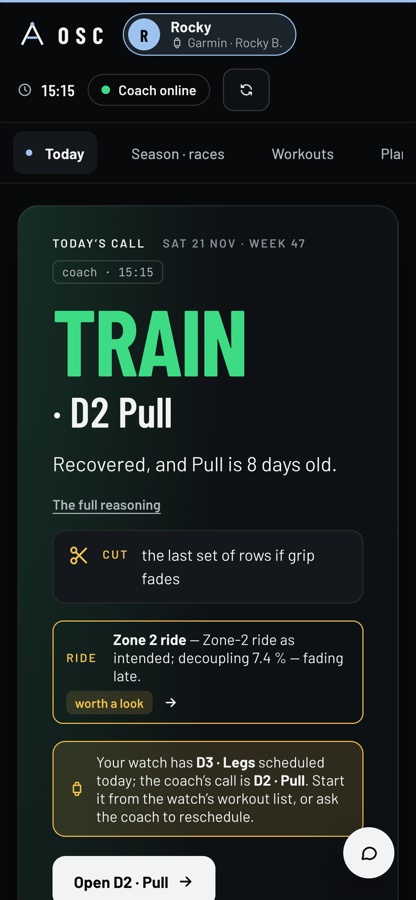 OSC
R
Rocky
Garmin · Rocky B.
15:15
Coach online
Today
Season · races
Workouts
TODAY'S CALL
SAT 21 NOV · WEEK 47
coach · 15:15
TRAIN
· D2 Pull
Recovered, and Pull is 8 days old.
The full reasoning
CUT
the last set of rows if grip
fades
RIDE
Zone 2 ride — Zone-2 ride as
intended; decoupling 7.4 % — fading
late.
worth a look →
Your watch has D3 · Legs scheduled
today; the coach's call is D2 · Pull. Start
it from the watch's workout list, or ask
the coach to reschedule.
Open D2 · Pull →